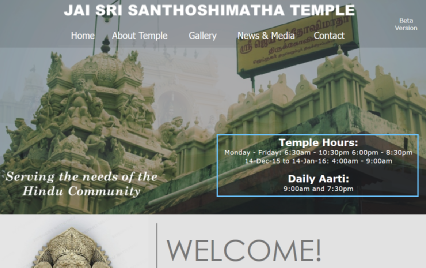 JAI SRI SANTHOSHIMATHA TEMPLE
Home About Temple Gallery News & Media Contact
Beta
Version
Temple Hours:
Monday - Friday: 6:30am - 10:30pm 6:00pm - 8:30pm
14-Dec-15 to 14-Jan-16: 4:00am - 9:00am
Daily Aarti:
9:00am and 7:30pm
Serving the needs of the
Hindu Community
WELCOME!